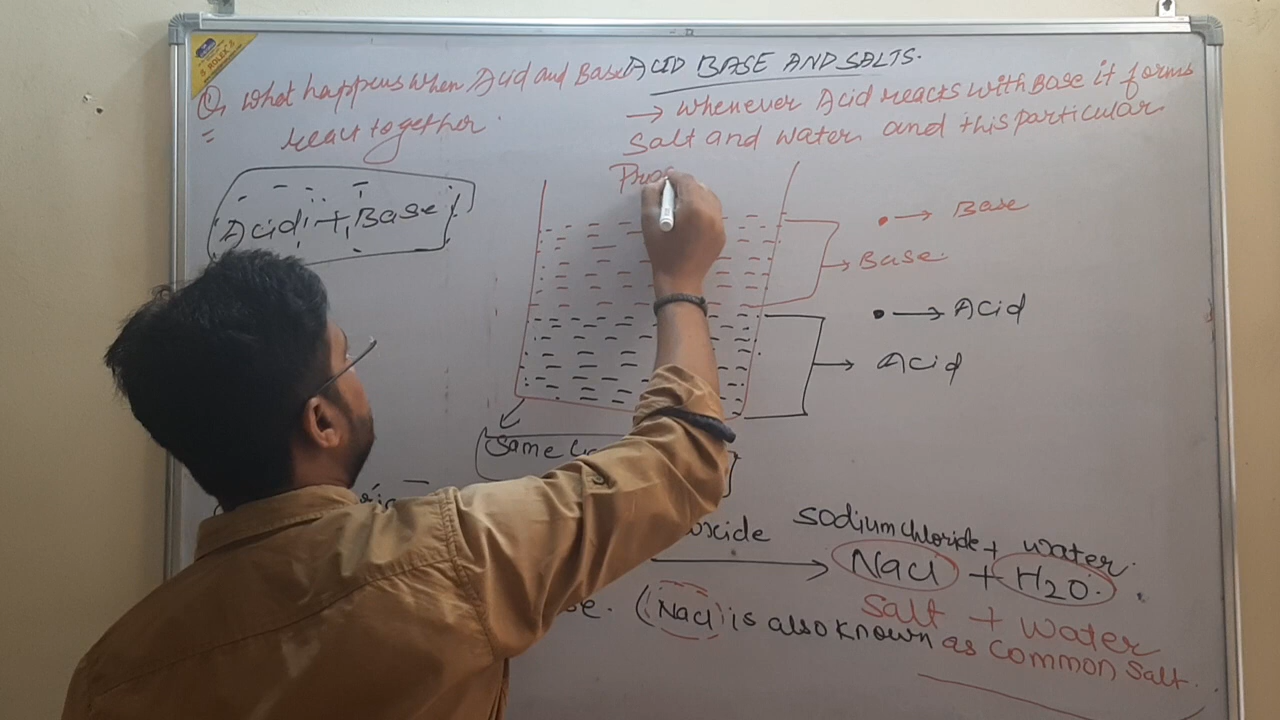 ROLEX
ACID BASE AND SALTS.
Q, what happens when Acid and Base
react together.
→ Whenever Acid reacts with Base it forms
Salt and water and this particular
Acid + Base
• → Base
→ Base.
• → Acid
→ Acid
Same
sodium chloride + water.
→ NaCl + H2O.
Salt + water
(NaCl) is also known as common salt.